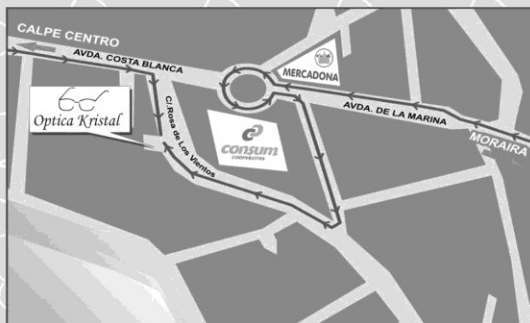 CALPE CENTRO
AVDA. COSTA BLANCA
MERCADONA
Optica Kristal
C/Rosa de Los Vientos
consum
COOPERATIVA
AVDA. DE LA MARINA
MORAIRA